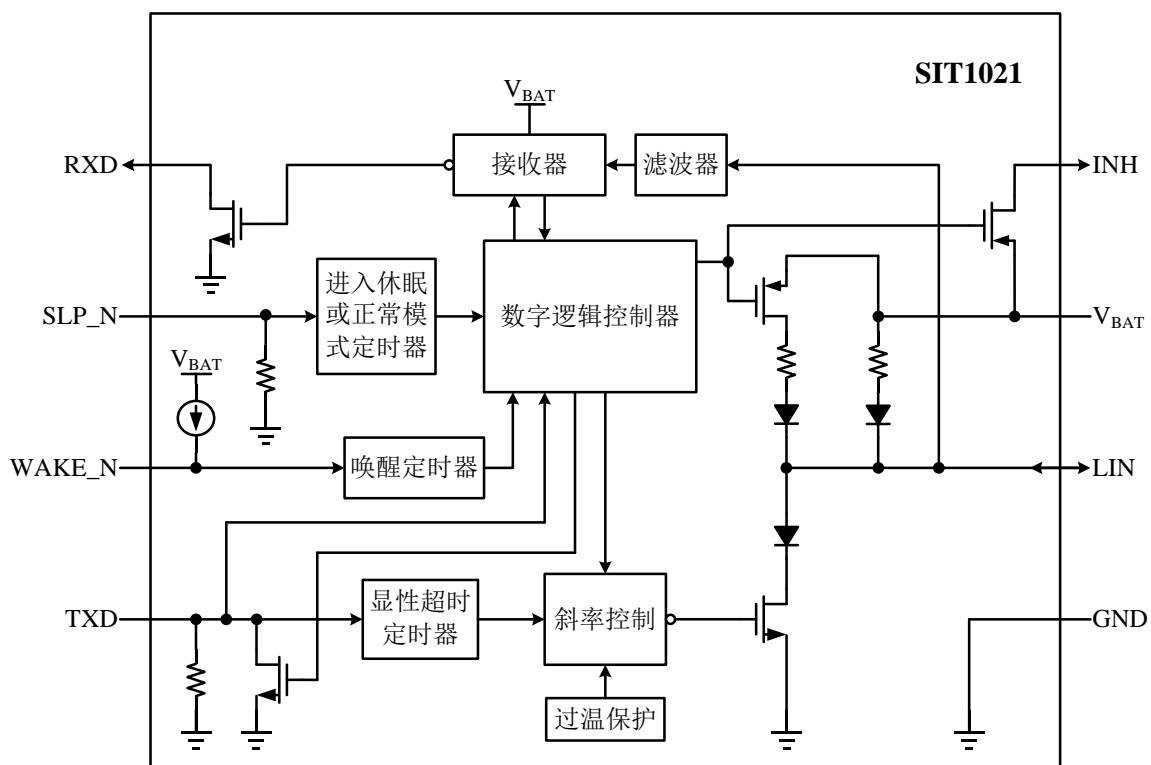 SIT1021
VBAT
RXD
接收器
滤波器
INH
进入休眠
或正常模
式定时器
SLP_N
数字逻辑控制器
VBAT
VBAT
WAKE_N
唤醒定时器
LIN
TXD
显性超时
定时器
斜率控制
GND
过温保护